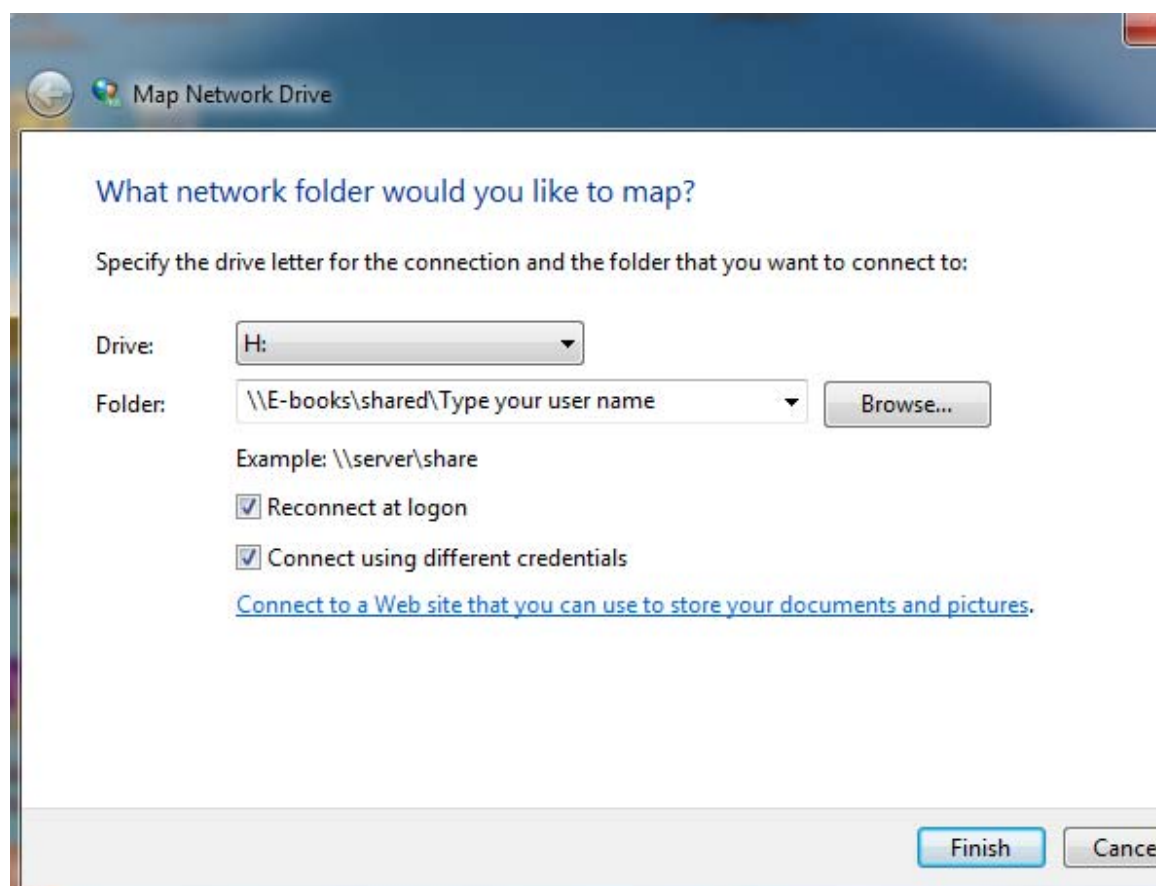 Map Network Drive
What network folder would you like to map?
Specify the drive letter for the connection and the folder that you want to connect to:
Drive: H:
Folder: \\E-books\shared\Type your user name Browse...
Example: \\server\share
Reconnect at logon
Connect using different credentials
Connect to a Web site that you can use to store your documents and pictures.
Finish Cance